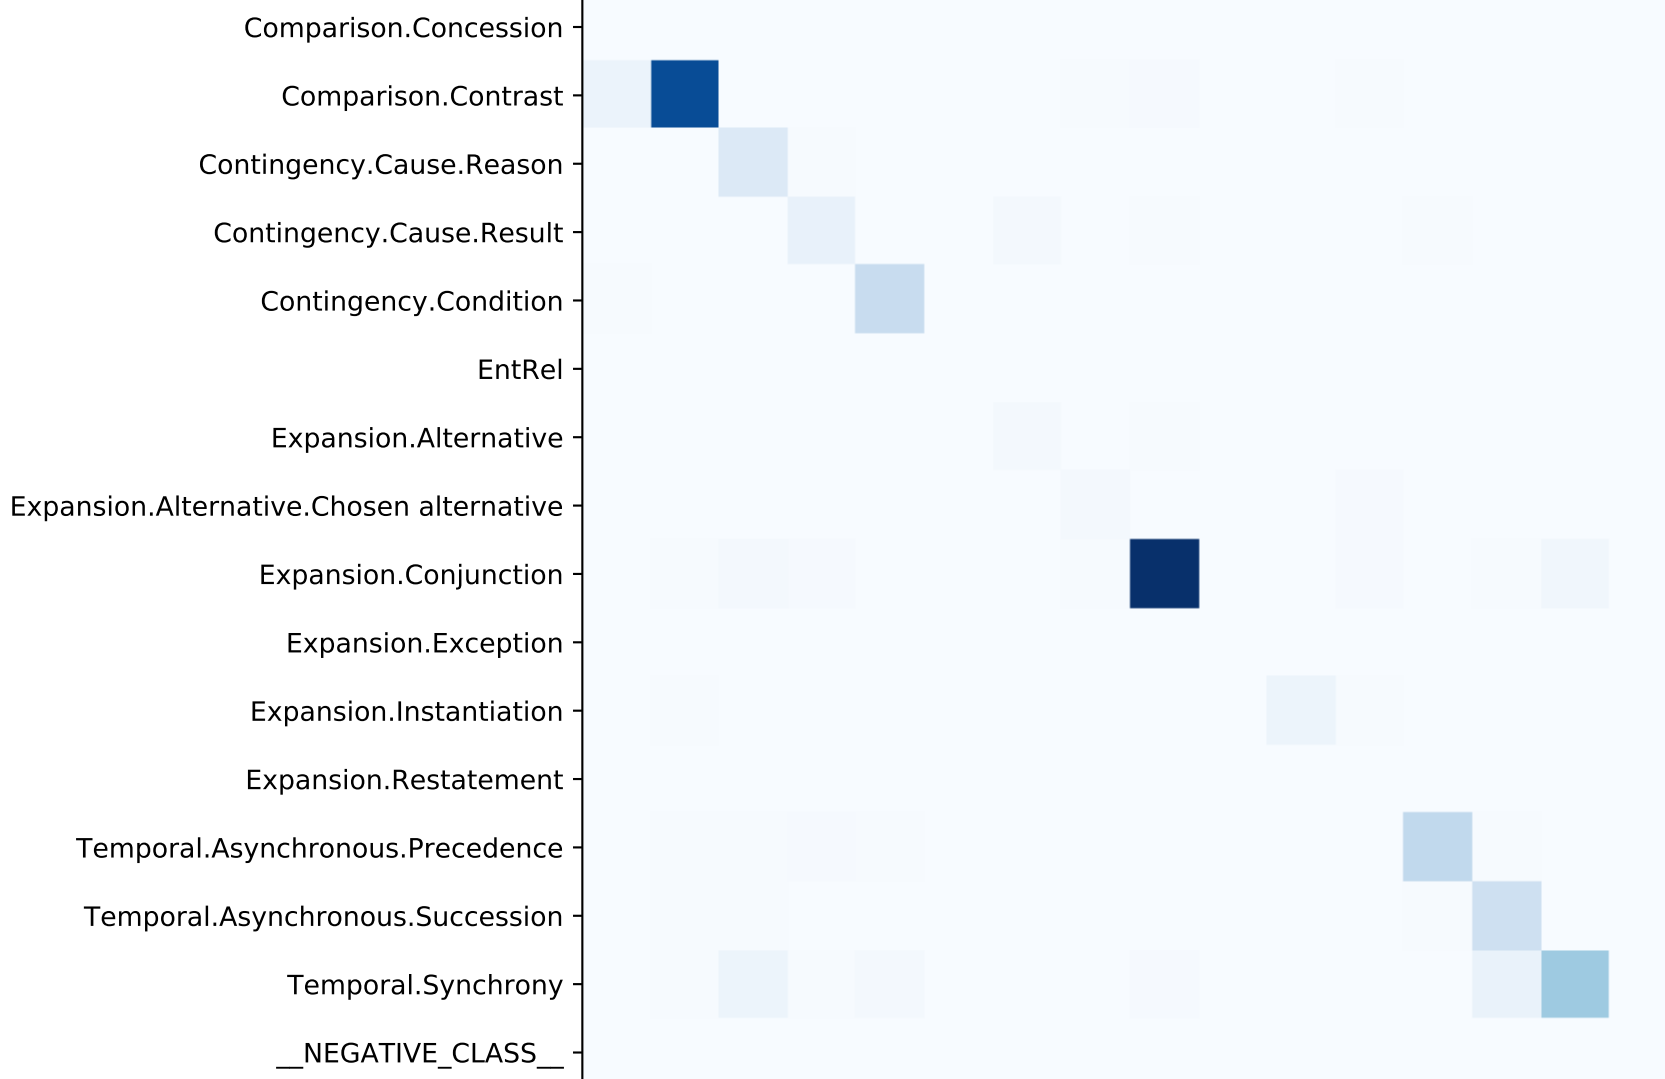 Comparison.Concession
Comparison.Contrast
Contingency.Cause.Reason
Contingency.Cause.Result
Contingency.Condition
EntRel
Expansion.Alternative
Expansion.Alternative.Chosen alternative
Expansion.Conjunction
Expansion.Exception
Expansion.Instantiation
Expansion.Restatement
Temporal.Asynchronous.Precedence
Temporal.Asynchronous.Succession
Temporal.Synchrony
__NEGATIVE_CLASS__